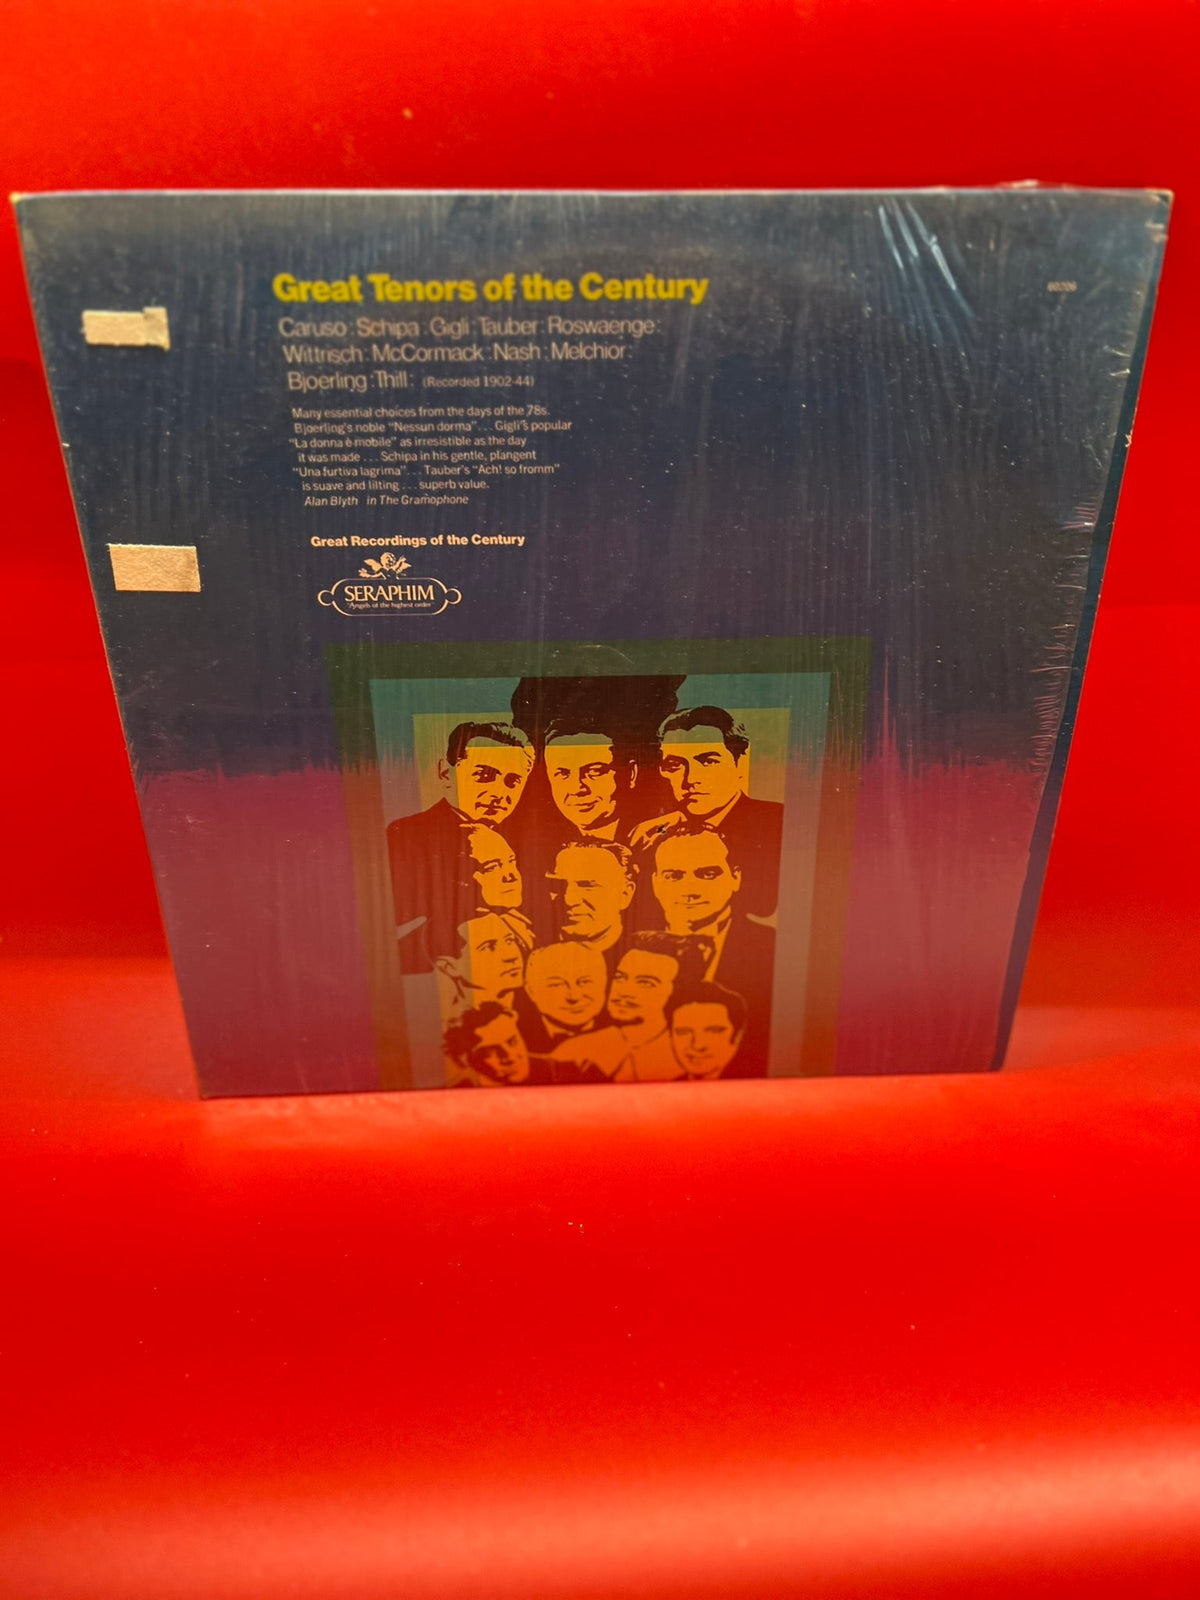 Great Tenors of the Century
60206
Caruso : Schipa : Gigli : Tauber : Roswaenge :
Wittrisch : McCormack : Nash : Melchior :
Bjoerling : Thill : (Recorded 1902-44)
Many essential choices from the days of the 78s.
Bjoerling's noble "Nessun dorma" . . . Gigli's popular
"La donna è mobile" as irresistible as the day
it was made . . . Schipa in his gentle, plangent
"Una furtiva lagrima" . . . Tauber's "Ach! so fromm"
is suave and lilting . . . superb value.
Alan Blyth in The Gramophone
Great Recordings of the Century
SERAPHIM
"Angels of the highest order"